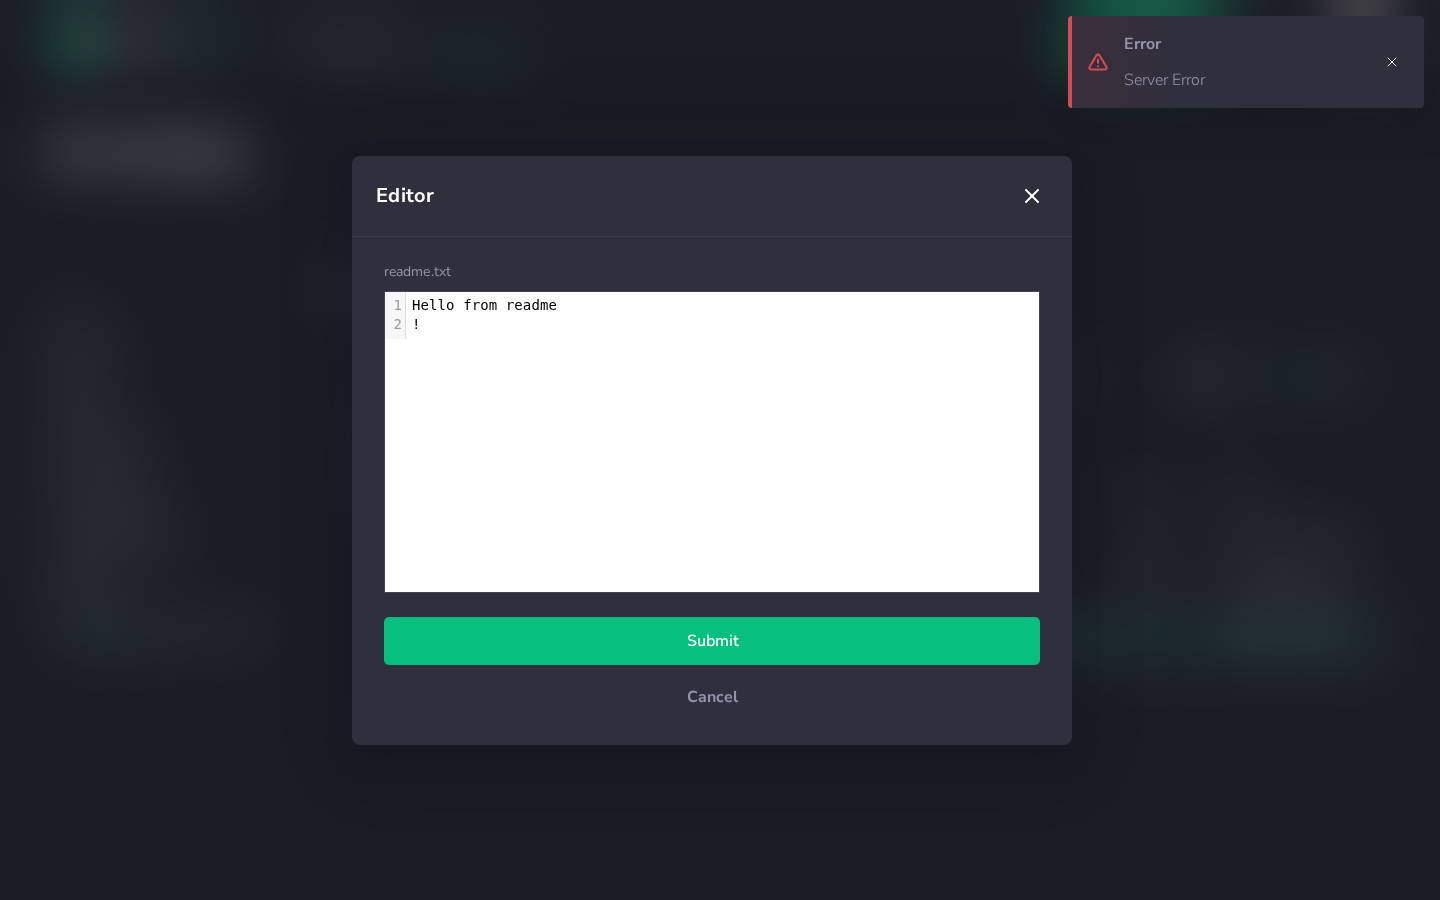 Error
Server Error
Editor
readme.txt
1 Hello from readme
2 !
Submit
Cancel